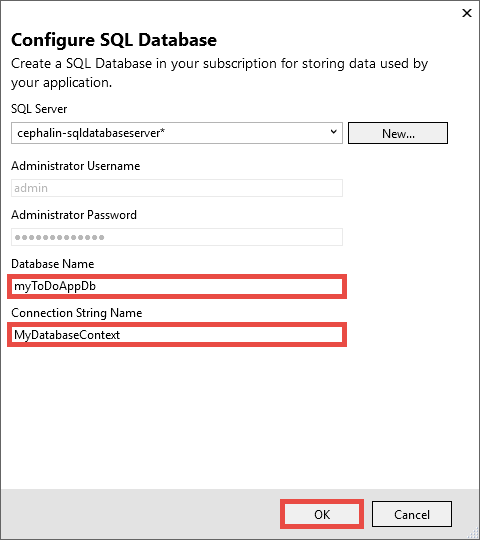 Configure SQL Database
Create a SQL Database in your subscription for storing data used by
your application.
SQL Server
cephalin-sqldatabaseserver*
New...
Administrator Username
admin
Administrator Password
●●●●●●●●●●●●●
Database Name
myToDoAppDb
Connection String Name
MyDatabaseContext
OK
Cancel